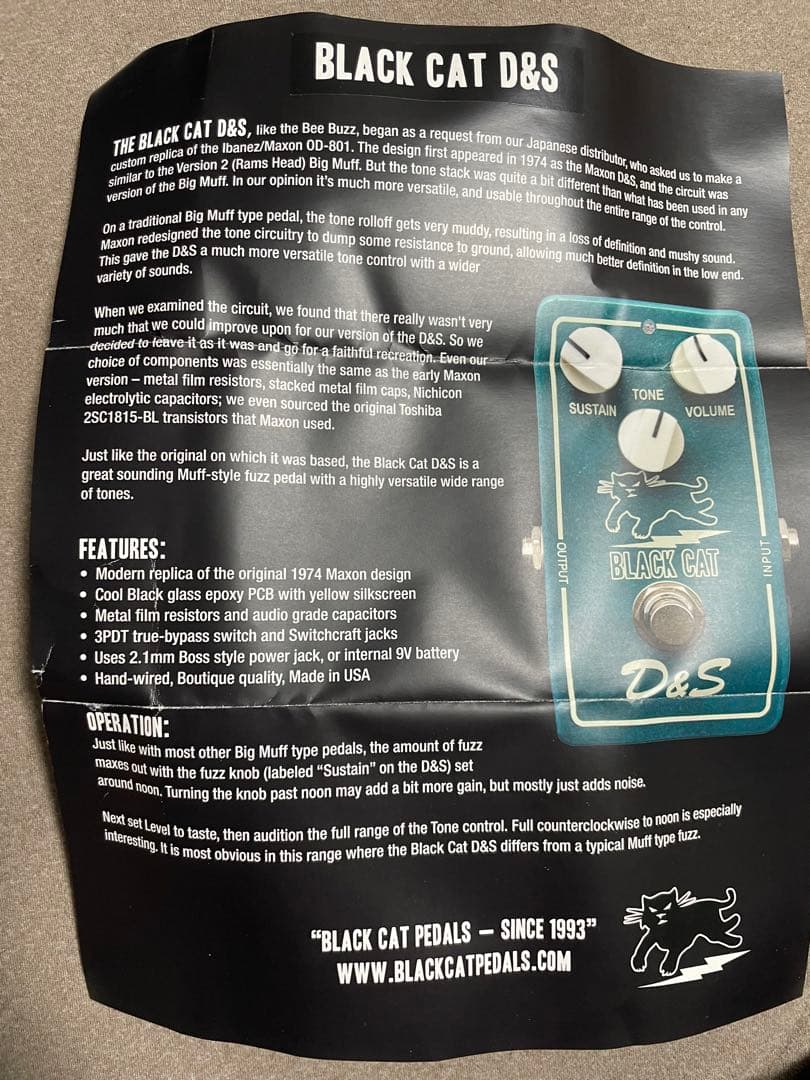 BLACK CAT D&S
THE BLACK CAT D&S, like the Bee Buzz, began as a request from our Japanese distributor, who asked us to make a
custom replica of the Ibanez/Maxon OD-801. The design first appeared in 1974 as the Maxon D&S, and the circuit was
similar to the Version 2 (Rams Head) Big Muff. But the tone stack was quite a bit different than what has been used in any
version of the Big Muff. In our opinion it's much more versatile, and usable throughout the entire range of the control.
On a traditional Big Muff type pedal, the tone rolloff gets very muddy, resulting in a loss of definition and mushy sound.
Maxon redesigned the tone circuitry to dump some resistance to ground, allowing much better definition in the low end.
This gave the D&S a much more versatile tone control with a wider
variety of sounds.
When we examined the circuit, we found that there really wasn't very
much that we could improve upon for our version of the D&S. So we
decided to leave it as it was and go for a faithful recreation. Even our
choice of components was essentially the same as the early Maxon
version – metal film resistors, stacked metal film caps, Nichicon
electrolytic capacitors; we even sourced the original Toshiba
2SC1815-BL transistors that Maxon used.
Just like the original on which it was based, the Black Cat D&S is a
great sounding Muff-style fuzz pedal with a highly versatile wide range
of tones.
SUSTAIN
TONE
VOLUME
OUTPUT
INPUT
BLACK CAT
D&S
FEATURES:
• Modern replica of the original 1974 Maxon design
• Cool Black glass epoxy PCB with yellow silkscreen
• Metal film resistors and audio grade capacitors
• 3PDT true-bypass switch and Switchcraft jacks
• Uses 2.1mm Boss style power jack, or internal 9V battery
• Hand-wired, Boutique quality, Made in USA
OPERATION:
Just like with most other Big Muff type pedals, the amount of fuzz
maxes out with the fuzz knob (labeled “Sustain” on the D&S) set
around noon. Turning the knob past noon may add a bit more gain, but mostly just adds noise.
Next set Level to taste, then audition the full range of the Tone control. Full counterclockwise to noon is especially
interesting. It is most obvious in this range where the Black Cat D&S differs from a typical Muff type fuzz.
“BLACK CAT PEDALS – SINCE 1993”
WWW.BLACKCATPEDALS.COM